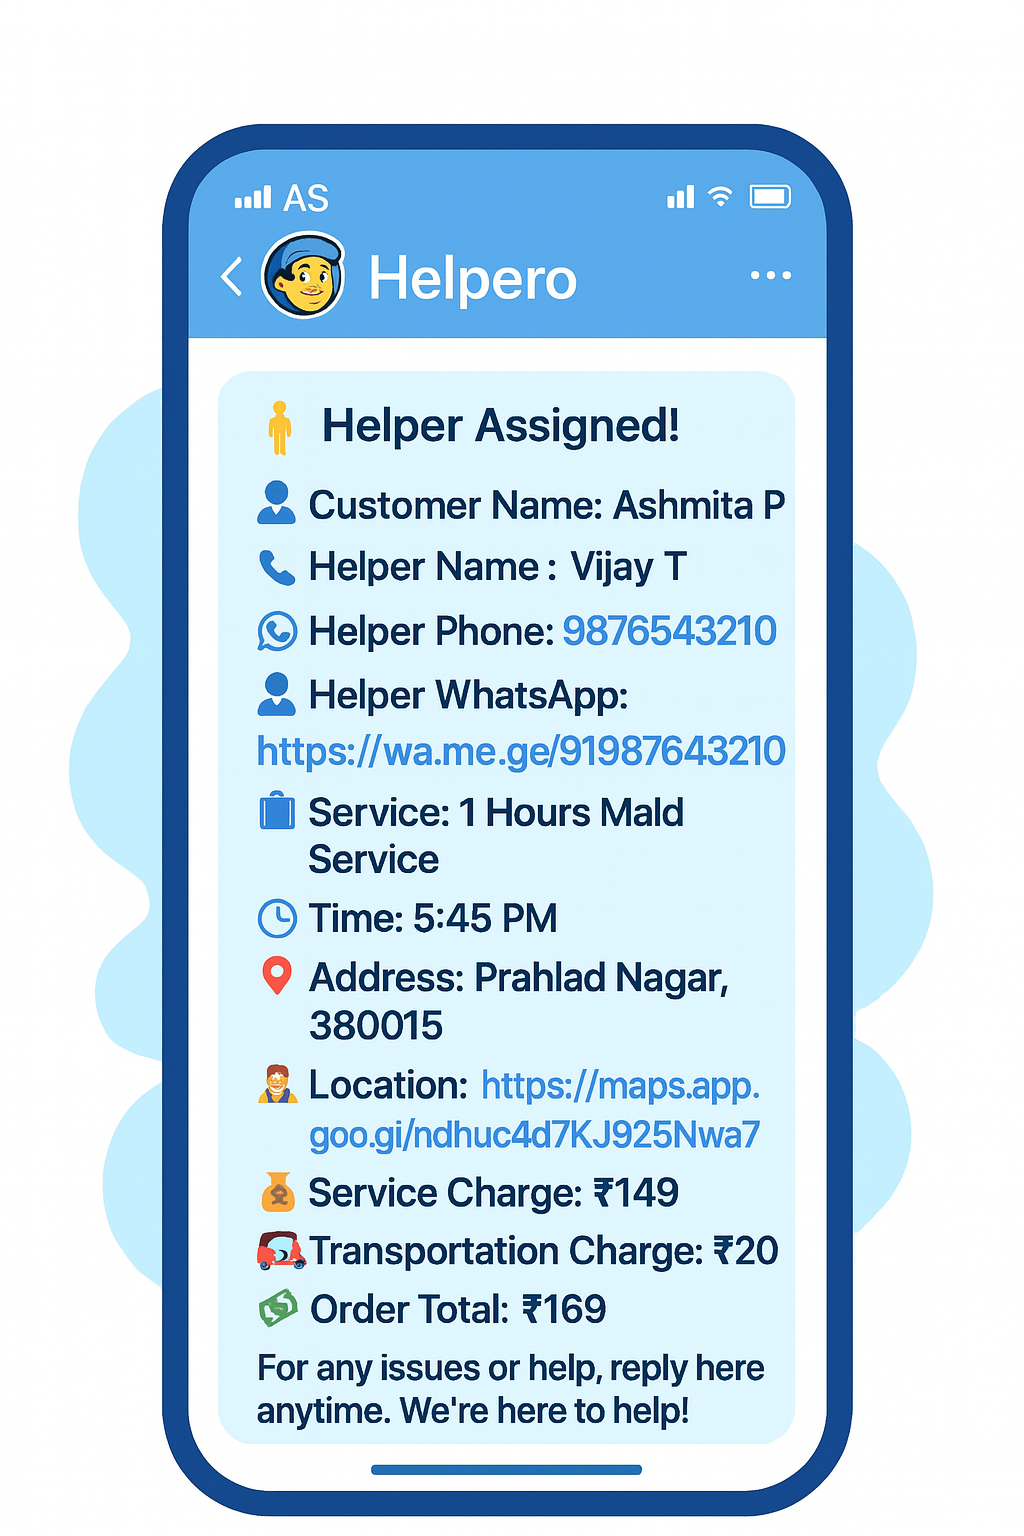 AS
Helpero
Helper Assigned!
Customer Name: Ashmita P
Helper Name : Vijay T
Helper Phone: 9876543210
Helper WhatsApp:
https://wa.me.ge/91987643210
Service: 1 Hours Mald
Service
Time: 5:45 PM
Address: Prahlad Nagar,
380015
Location: https://maps.app.
goo.gi/ndhuc4d7KJ925Nwa7
Service Charge: ₹149
Transportation Charge: ₹20
Order Total: ₹169
For any issues or help, reply here
anytime. We're here to help!